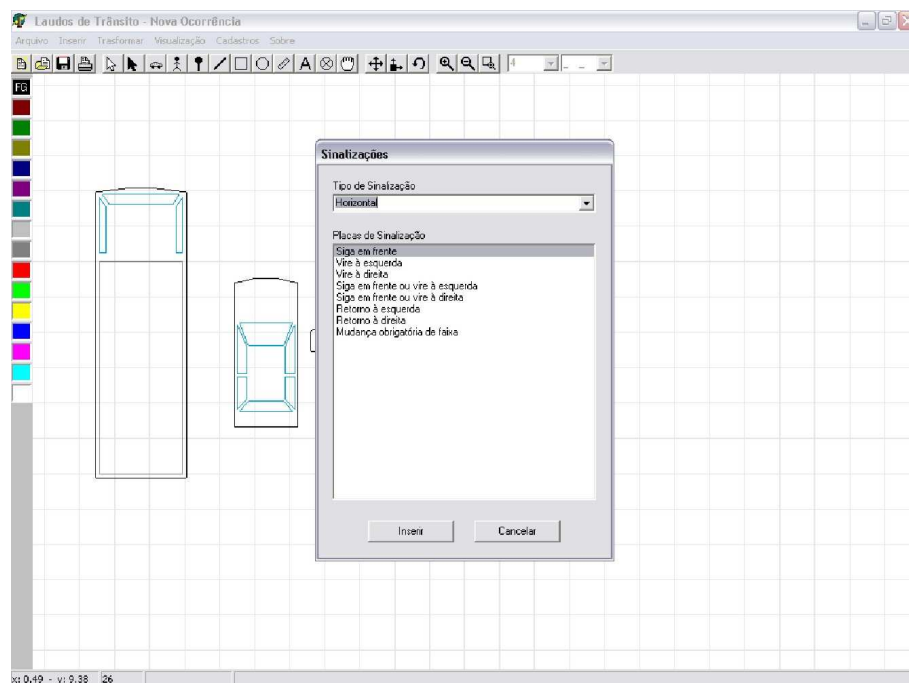 Laudos de Trânsito - Nova Ocorrência
Arquivo Inserir Trasformar Visualização Cadastros Sobre
A 4
FG
Sinalizações
Tipo de Sinalização
Horizontal
Placas de Sinalização
Siga em frente
Vire à esquerda
Vire à direita
Siga em frente ou vire à esquerda
Siga em frente ou vire à direita
Retorno à esquerda
Retorno à direita
Mudança obrigatória de faixa
Inserir Cancelar
x: 0.49 - y: 9.38 26